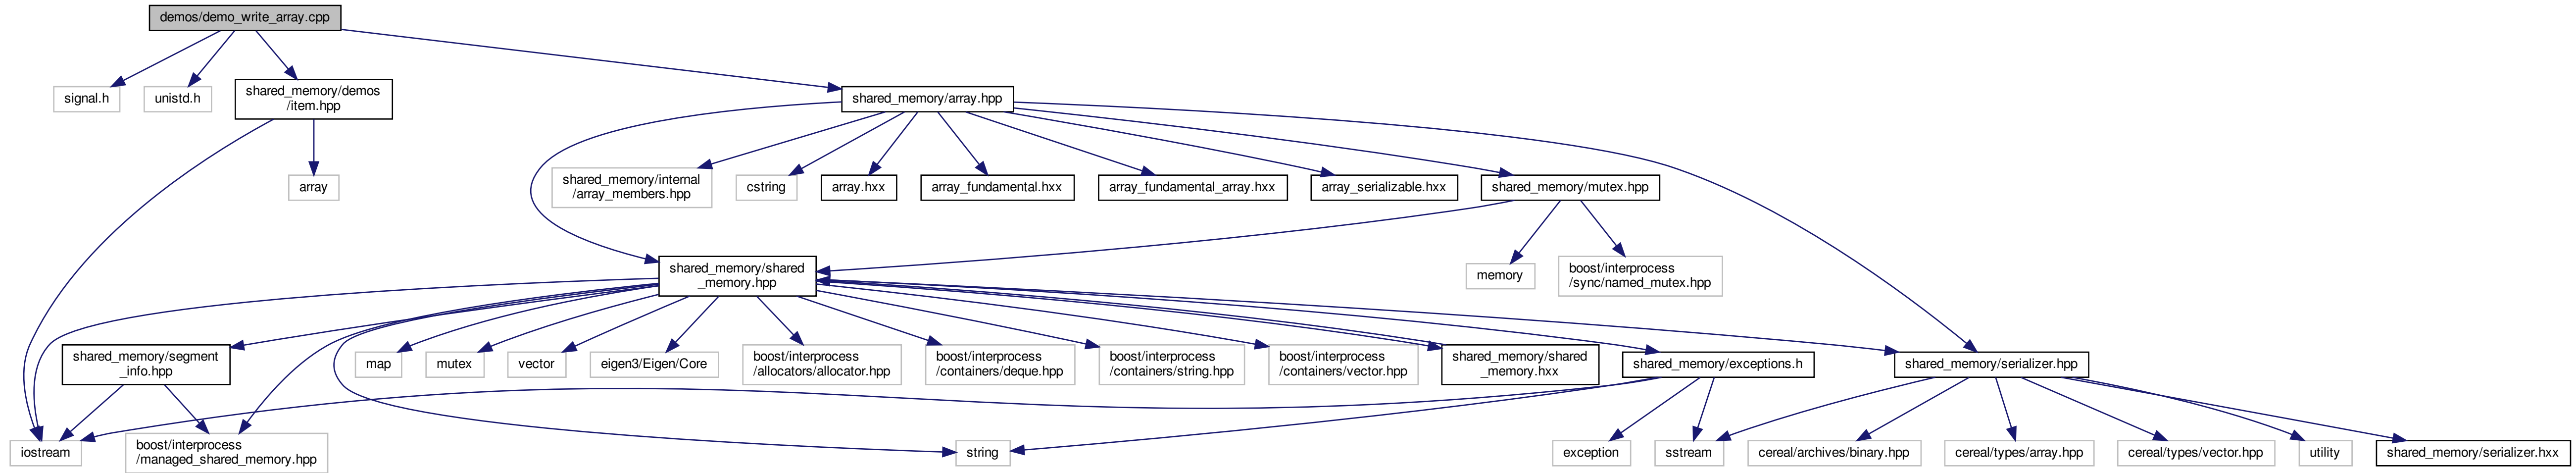 demos/demo_write_array.cpp
signal.h
unistd.h
shared_memory/demos
/item.hpp
shared_memory/array.hpp
array
shared_memory/internal
/array_members.hpp
cstring
array.hxx
array_fundamental.hxx
array_fundamental_array.hxx
array_serializable.hxx
shared_memory/mutex.hpp
shared_memory/shared
_memory.hpp
memory
boost/interprocess
/sync/named_mutex.hpp
shared_memory/segment
_info.hpp
map
mutex
vector
eigen3/Eigen/Core
boost/interprocess
/allocators/allocator.hpp
boost/interprocess
/containers/deque.hpp
boost/interprocess
/containers/string.hpp
boost/interprocess
/containers/vector.hpp
shared_memory/shared
_memory.hxx
shared_memory/exceptions.h
shared_memory/serializer.hpp
iostream
boost/interprocess
/managed_shared_memory.hpp
string
exception
sstream
cereal/archives/binary.hpp
cereal/types/array.hpp
cereal/types/vector.hpp
utility
shared_memory/serializer.hxx